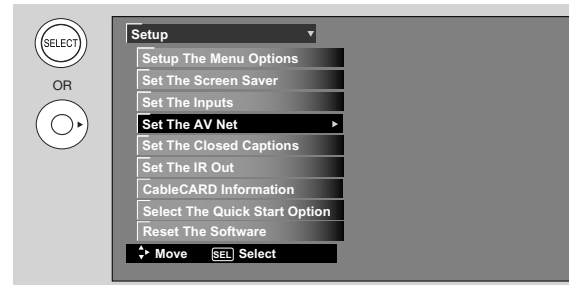 SELECT
OR
Setup
Setup The Menu Options
Set The Screen Saver
Set The Inputs
Set The AV Net
Set The Closed Captions
Set The IR Out
CableCARD Information
Select The Quick Start Option
Reset The Software
Move SEL Select